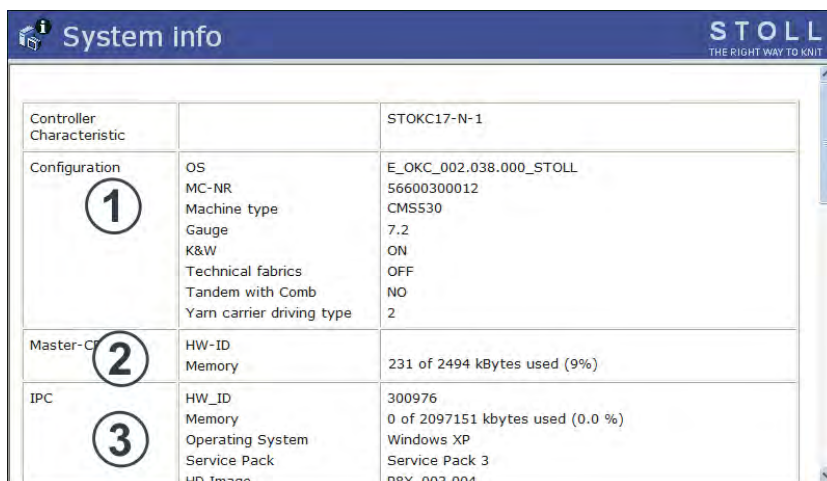 System info
STOLL
THE RIGHT WAY TO KNIT
Controller Characteristic STOKC17-N-1
Configuration OS E_OKC_002.038.000_STOLL
1 MC-NR 56600300012
Machine type CMS530
Gauge 7.2
K&W ON
Technical fabrics OFF
Tandem with Comb NO
Yarn carrier driving type 2
2 HW-ID
Memory 231 of 2494 kBytes used (9%)
IPC HW_ID 300976
3 Memory 0 of 2097151 kbytes used (0.0 %)
Operating System Windows XP
Service Pack Service Pack 3